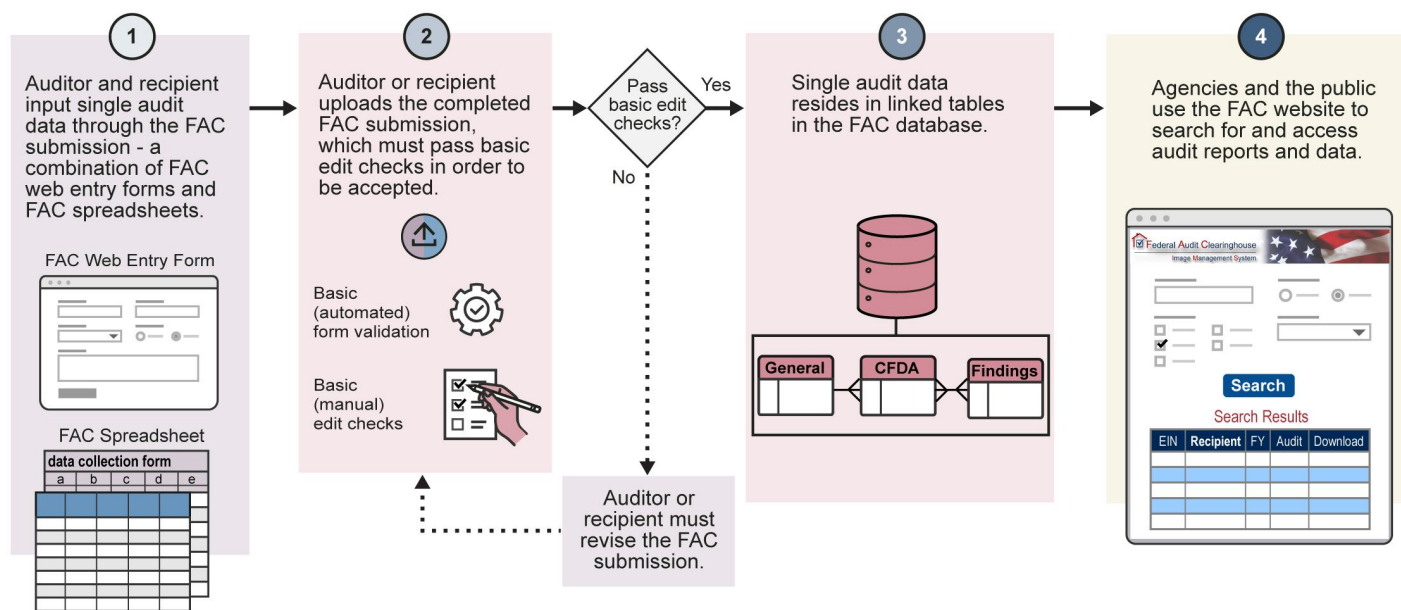 1
Auditor and recipient
input single audit
data through the FAC
submission - a
combination of FAC
web entry forms and
FAC spreadsheets.
FAC Web Entry Form
FAC Spreadsheet
data collection form
a b c d e
2
Auditor or recipient
uploads the completed
FAC submission,
which must pass basic
edit checks in order to
be accepted.
Basic
(automated)
form validation
Basic
(manual)
edit checks
Pass
basic edit
checks?
Yes
No
Auditor or
recipient must
revise the FAC
submission.
3
Single audit data
resides in linked tables
in the FAC database.
General CFDA Findings
4
Agencies and the public
use the FAC website to
search for and access
audit reports and data.
Federal Audit Clearinghouse
Image Management System
Search
Search Results
EIN Recipient FY Audit Download